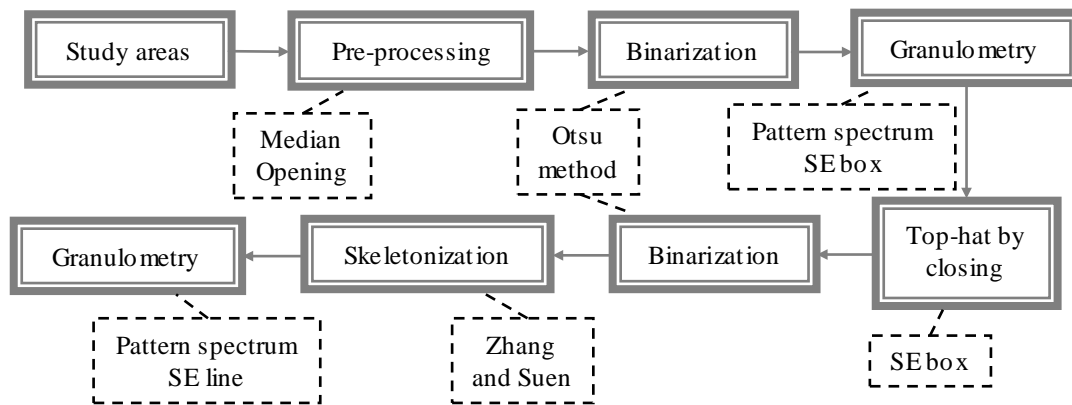 Study areas
Pre-processing
Binarization
Granulometry
Median
Opening
Otsu
method
Pattern spectrum
SE box
Granulometry
Skeletonization
Binarization
Top-hat by
closing
Pattern spectrum
SE line
Zhang
and Suen
SE box